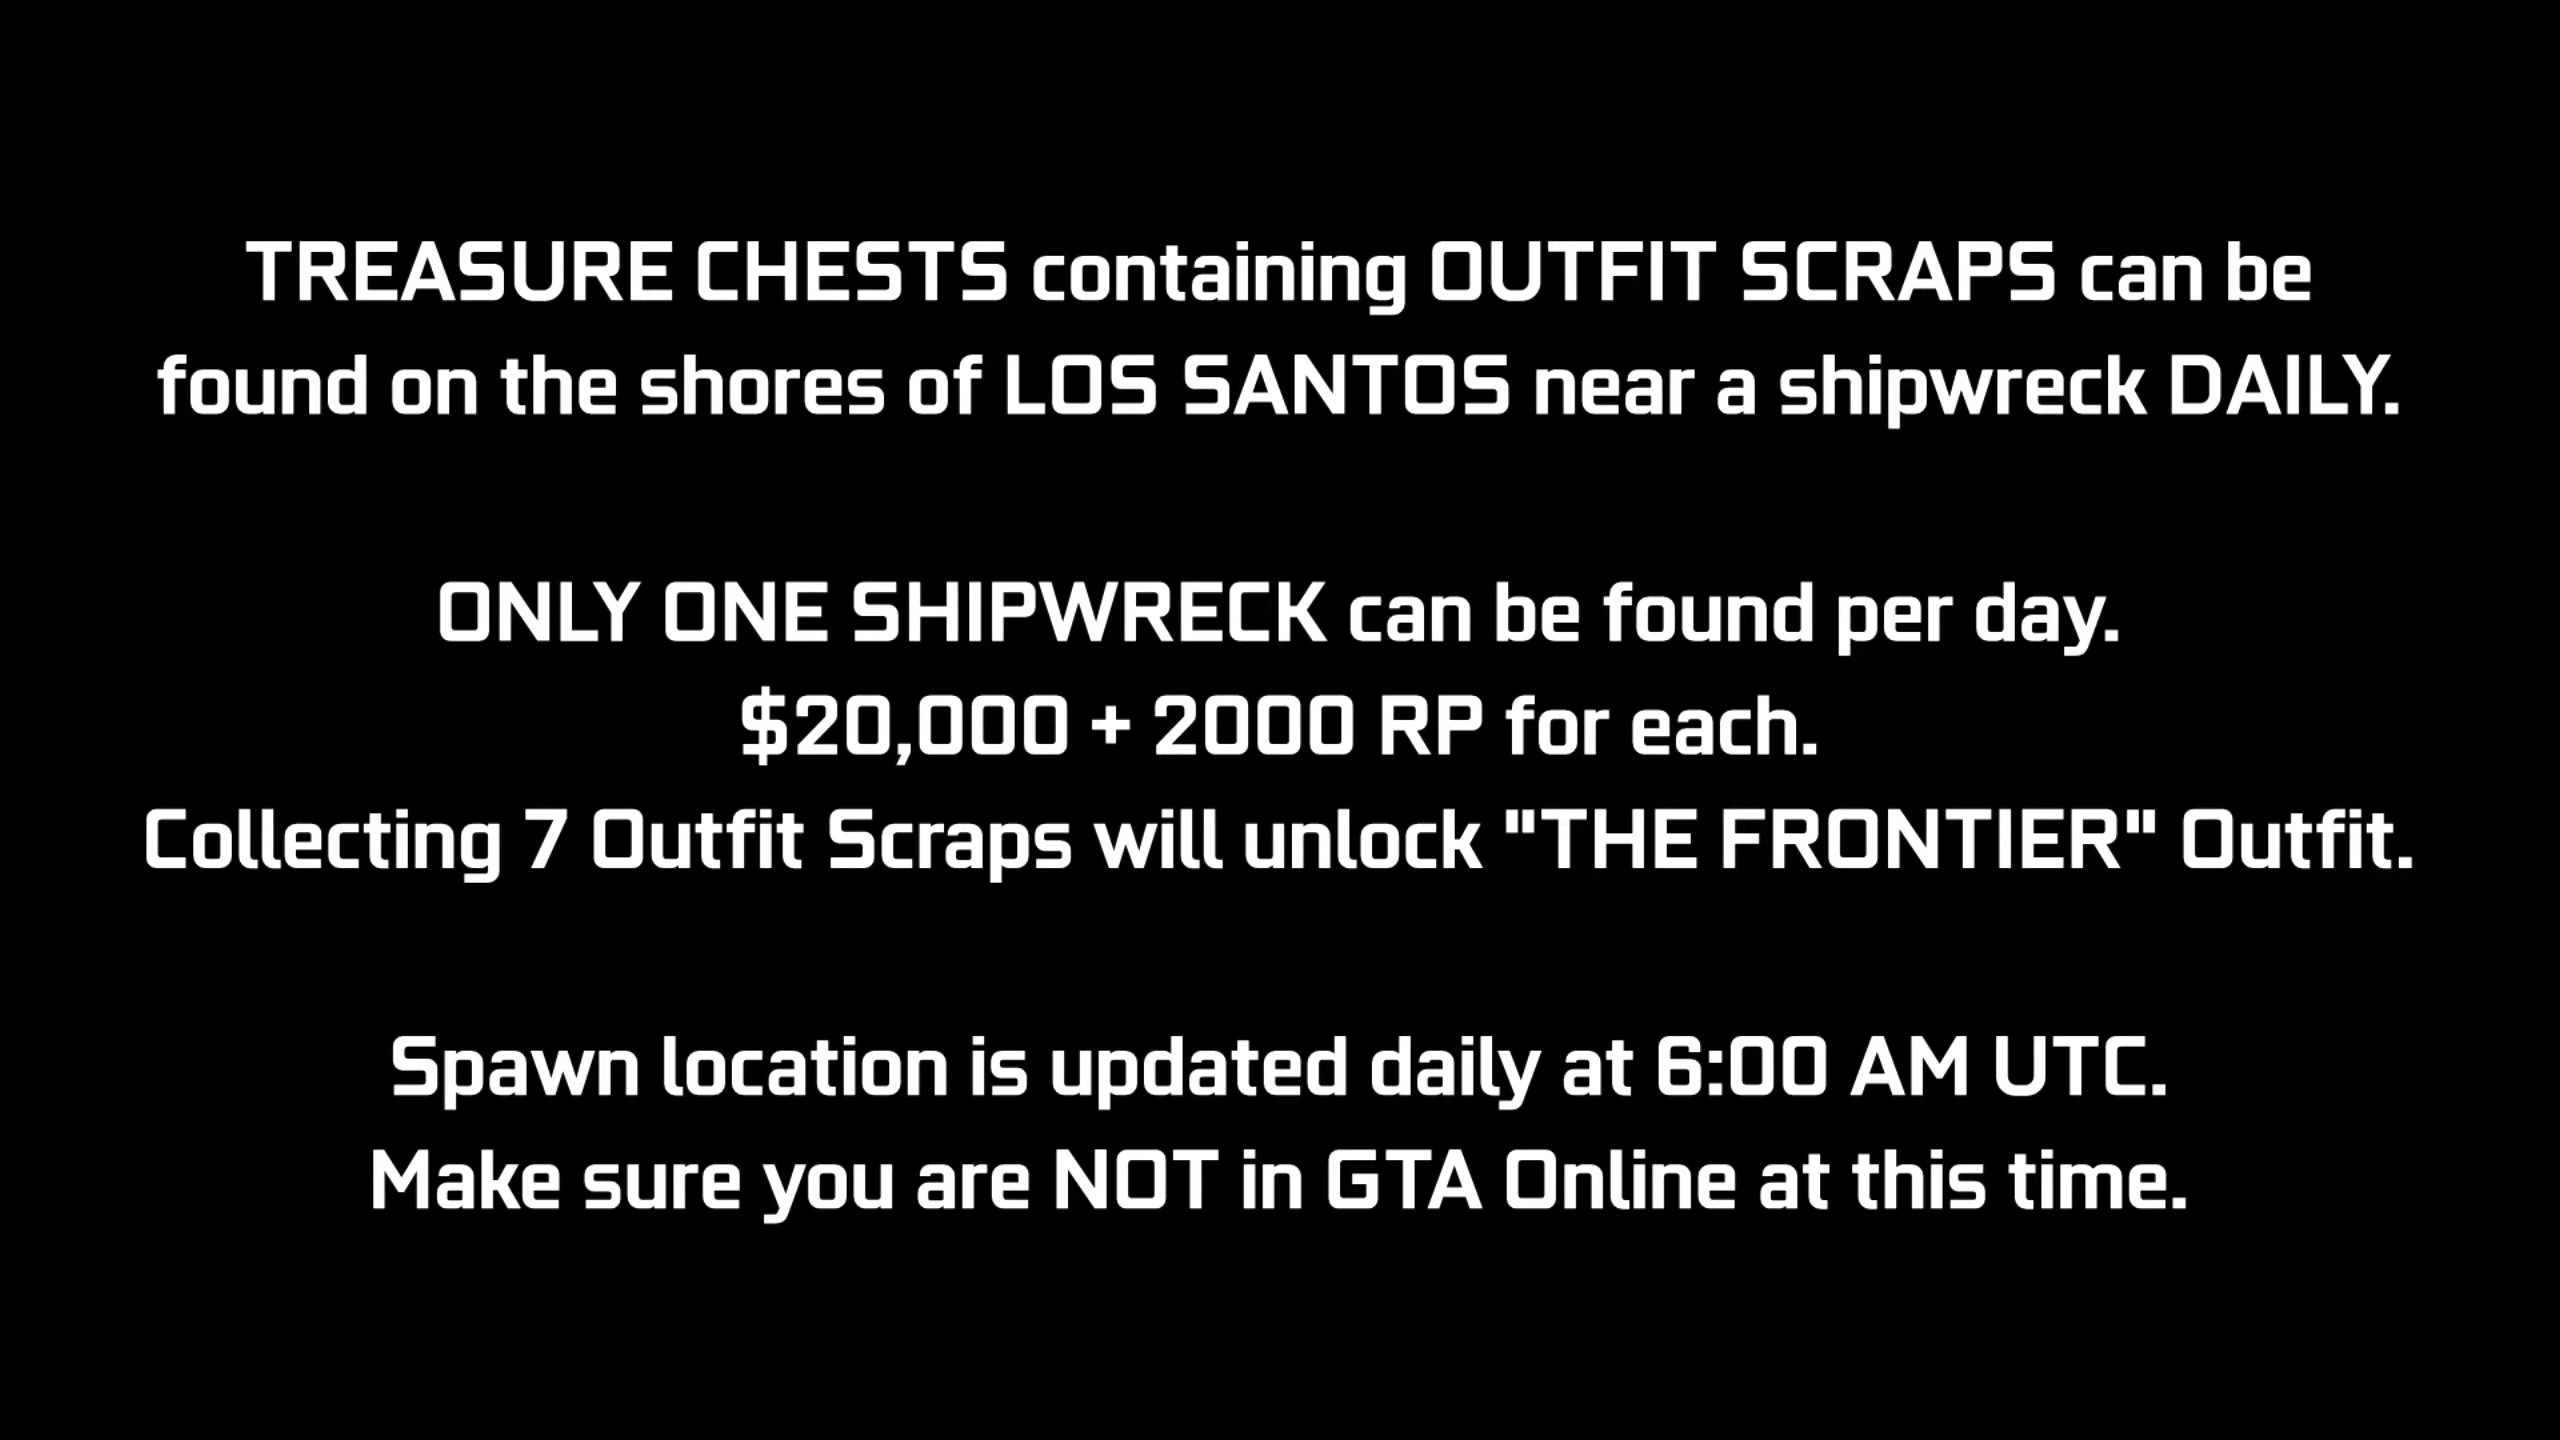 TREASURE CHESTS containing OUTFIT SCRAPS can be
found on the shores of LOS SANTOS near a shipwreck DAILY.
ONLY ONE SHIPWRECK can be found per day.
$20,000 + 2000 RP for each.
Collecting 7 Outfit Scraps will unlock "THE FRONTIER" Outfit.
Spawn location is updated daily at 6:00 AM UTC.
Make sure you are NOT in GTA Online at this time.